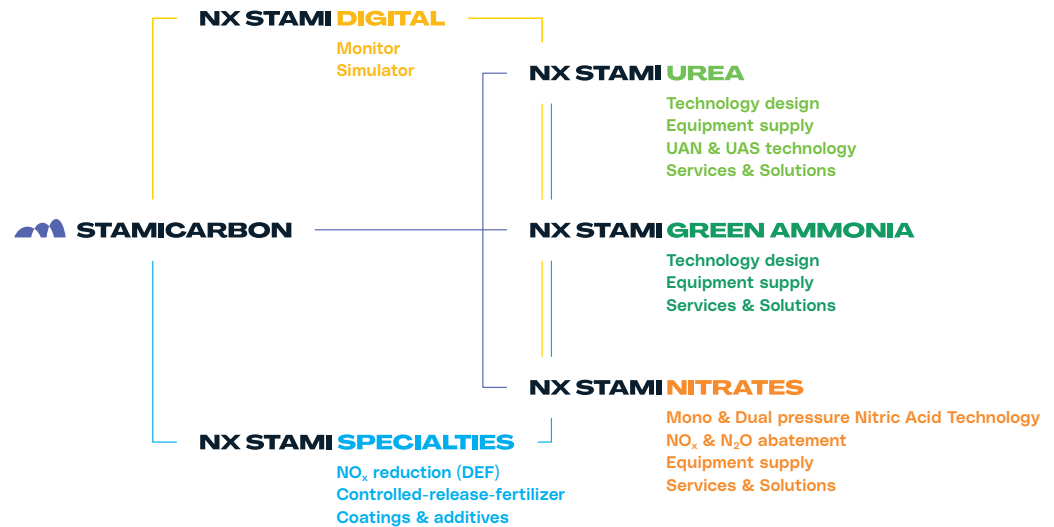 NX STAMI DIGITAL
Monitor
Simulator
NX STAMI UREA
Technology design
Equipment supply
UAN & UAS technology
Services & Solutions
STAMICARBON
NX STAMI GREEN AMMONIA
Technology design
Equipment supply
Services & Solutions
NX STAMI NITRATES
Mono & Dual pressure Nitric Acid Technology
NOₓ & N₂O abatement
Equipment supply
Services & Solutions
NX STAMI SPECIALTIES
NOₓ reduction (DEF)
Controlled-release-fertilizer
Coatings & additives